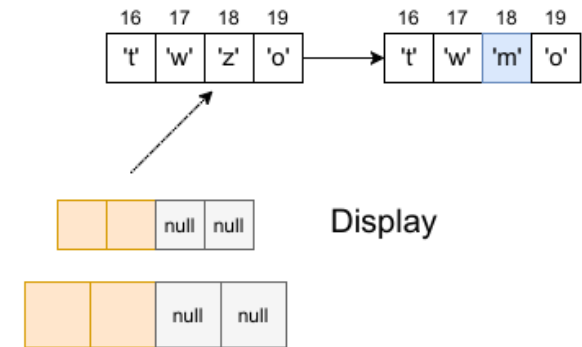 16 17 18 19 16 17 18 19
't' 'w' 'z' 'o' 't' 'w' 'm' 'o'
null null Display
null null